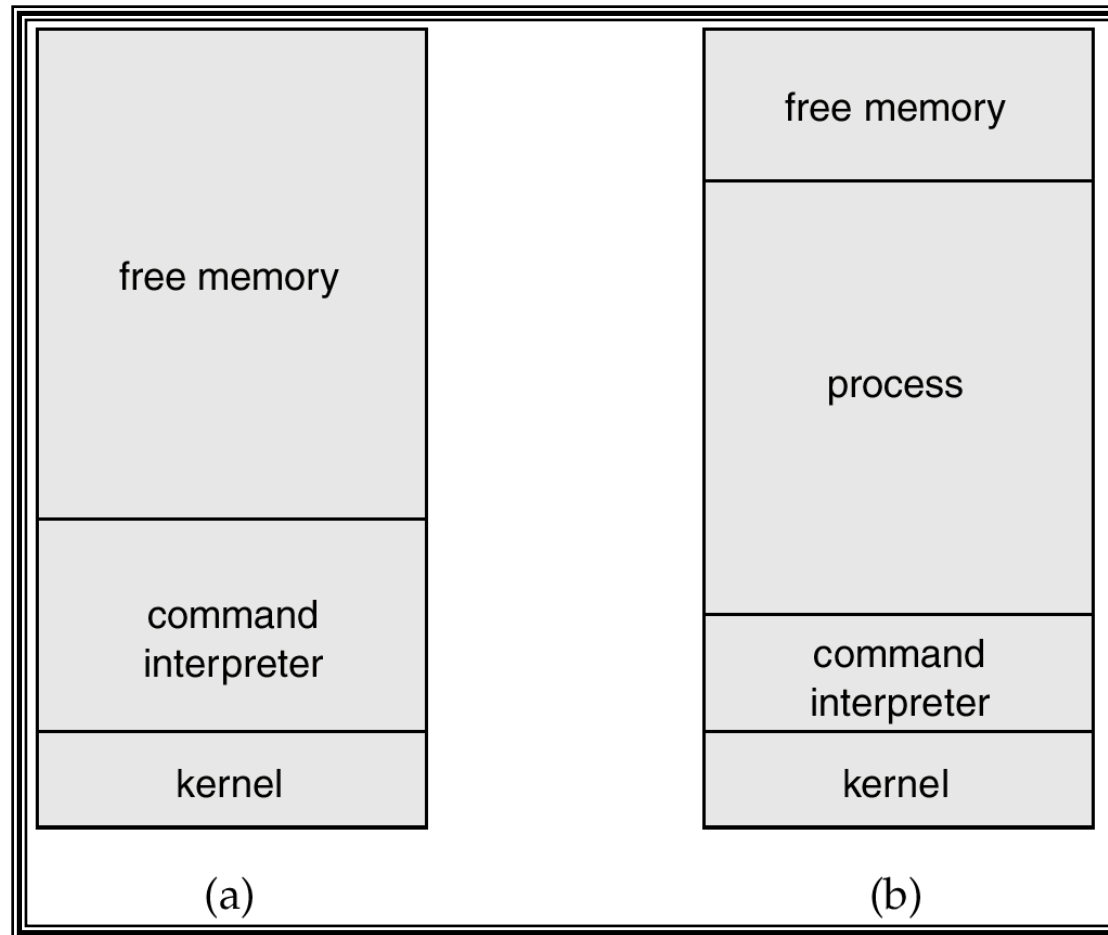 free memory
command
interpreter
kernel
(a)
free memory
process
command
interpreter
kernel
(b)